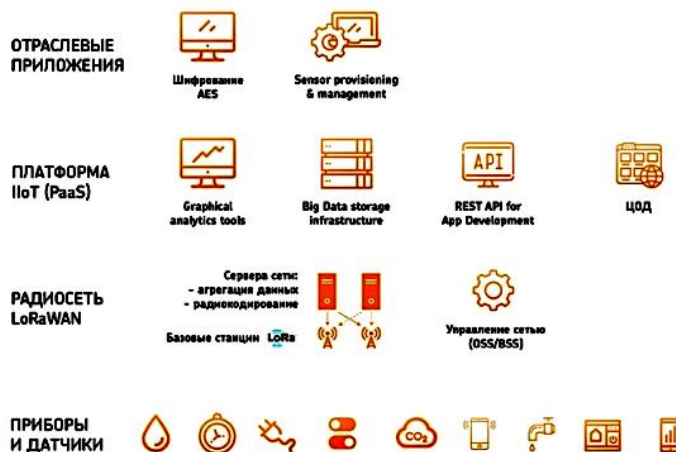 ОТРАСЛЕВЫЕ
ПРИЛОЖЕНИЯ
Шифрование
AES
Sensor provisioning
& management
ПЛАТФОРМА
IIoT (PaaS)
Graphical
analytics tools
Big Data storage
infrastructure
API
REST API for
App Development
ЦОД
РАДИОСЕТЬ
LoRaWAN
Сервера сети:
– агрегация данных
– радиокодирование
Базовые станции LoRa
Управление сетью
(OSS/BSS)
ПРИБОРЫ
И ДАТЧИКИ
CO2